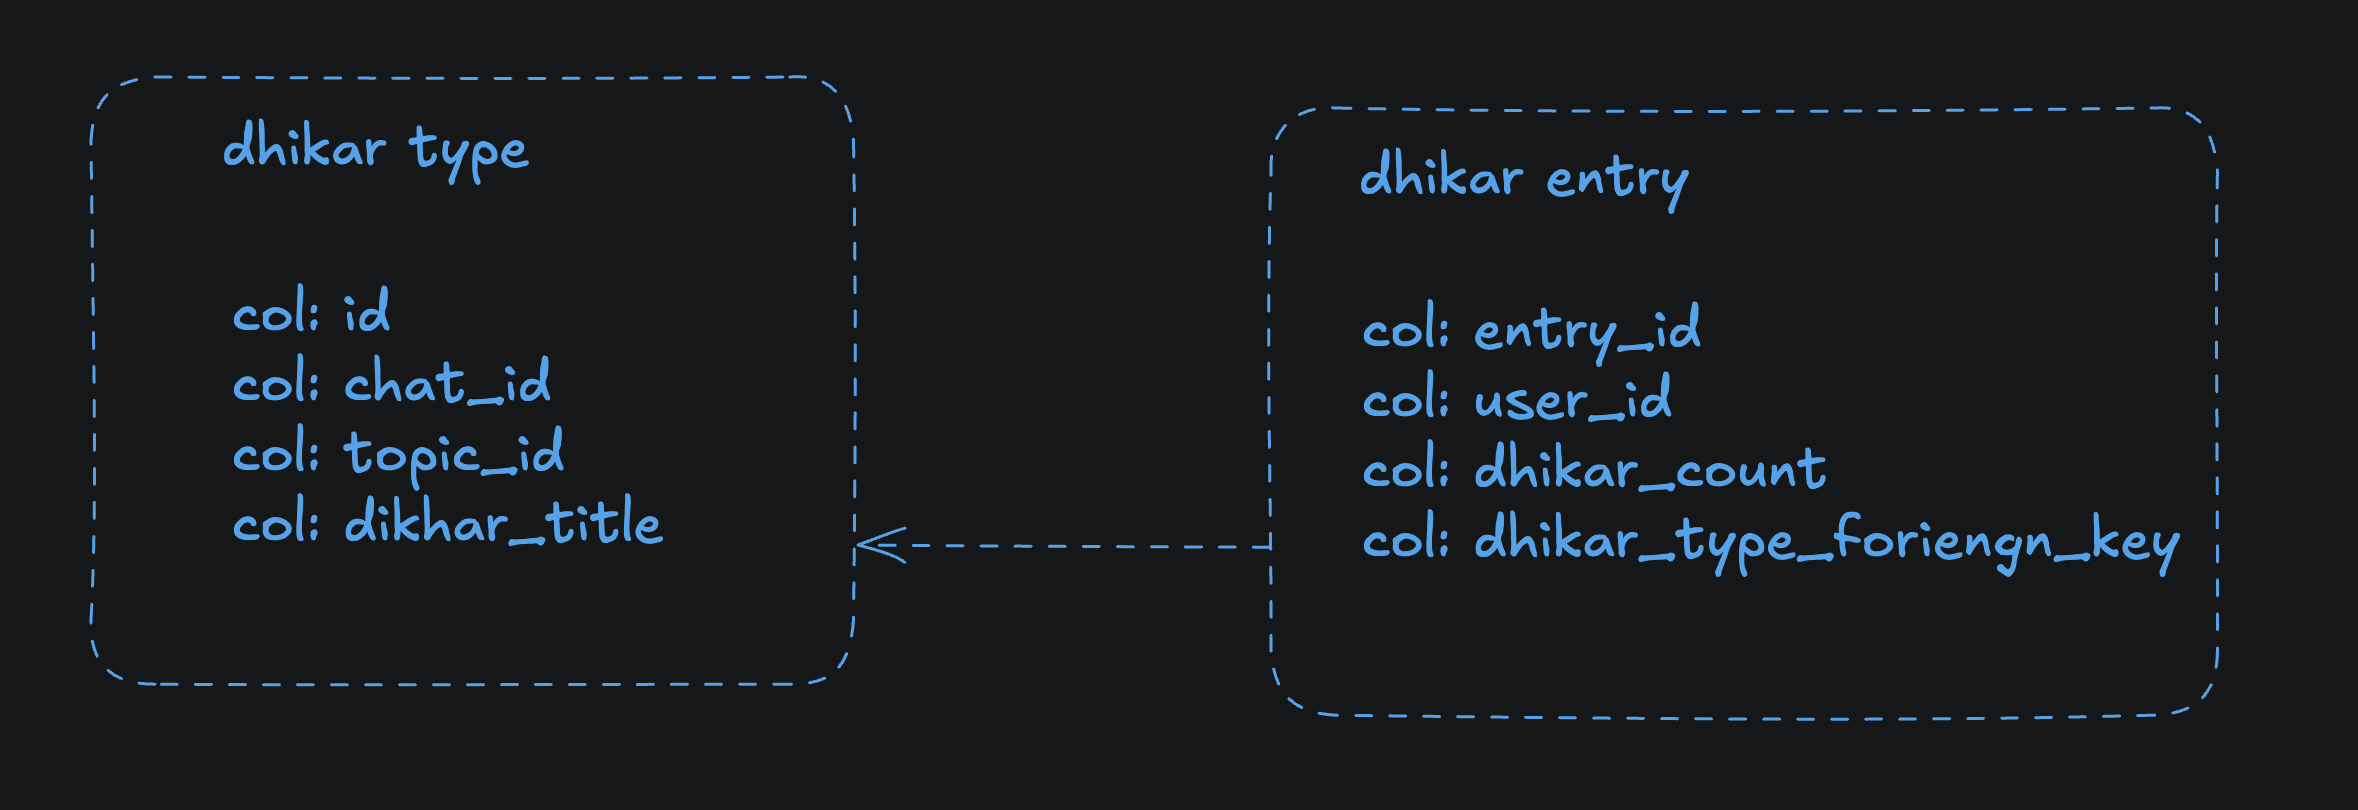 dhikar type
col: id
col: chat_id
col: topic_id
col: dikhar_title
dhikar entry
col: entry_id
col: user_id
col: dhikar_count
col: dhikar_type_foriengn_key